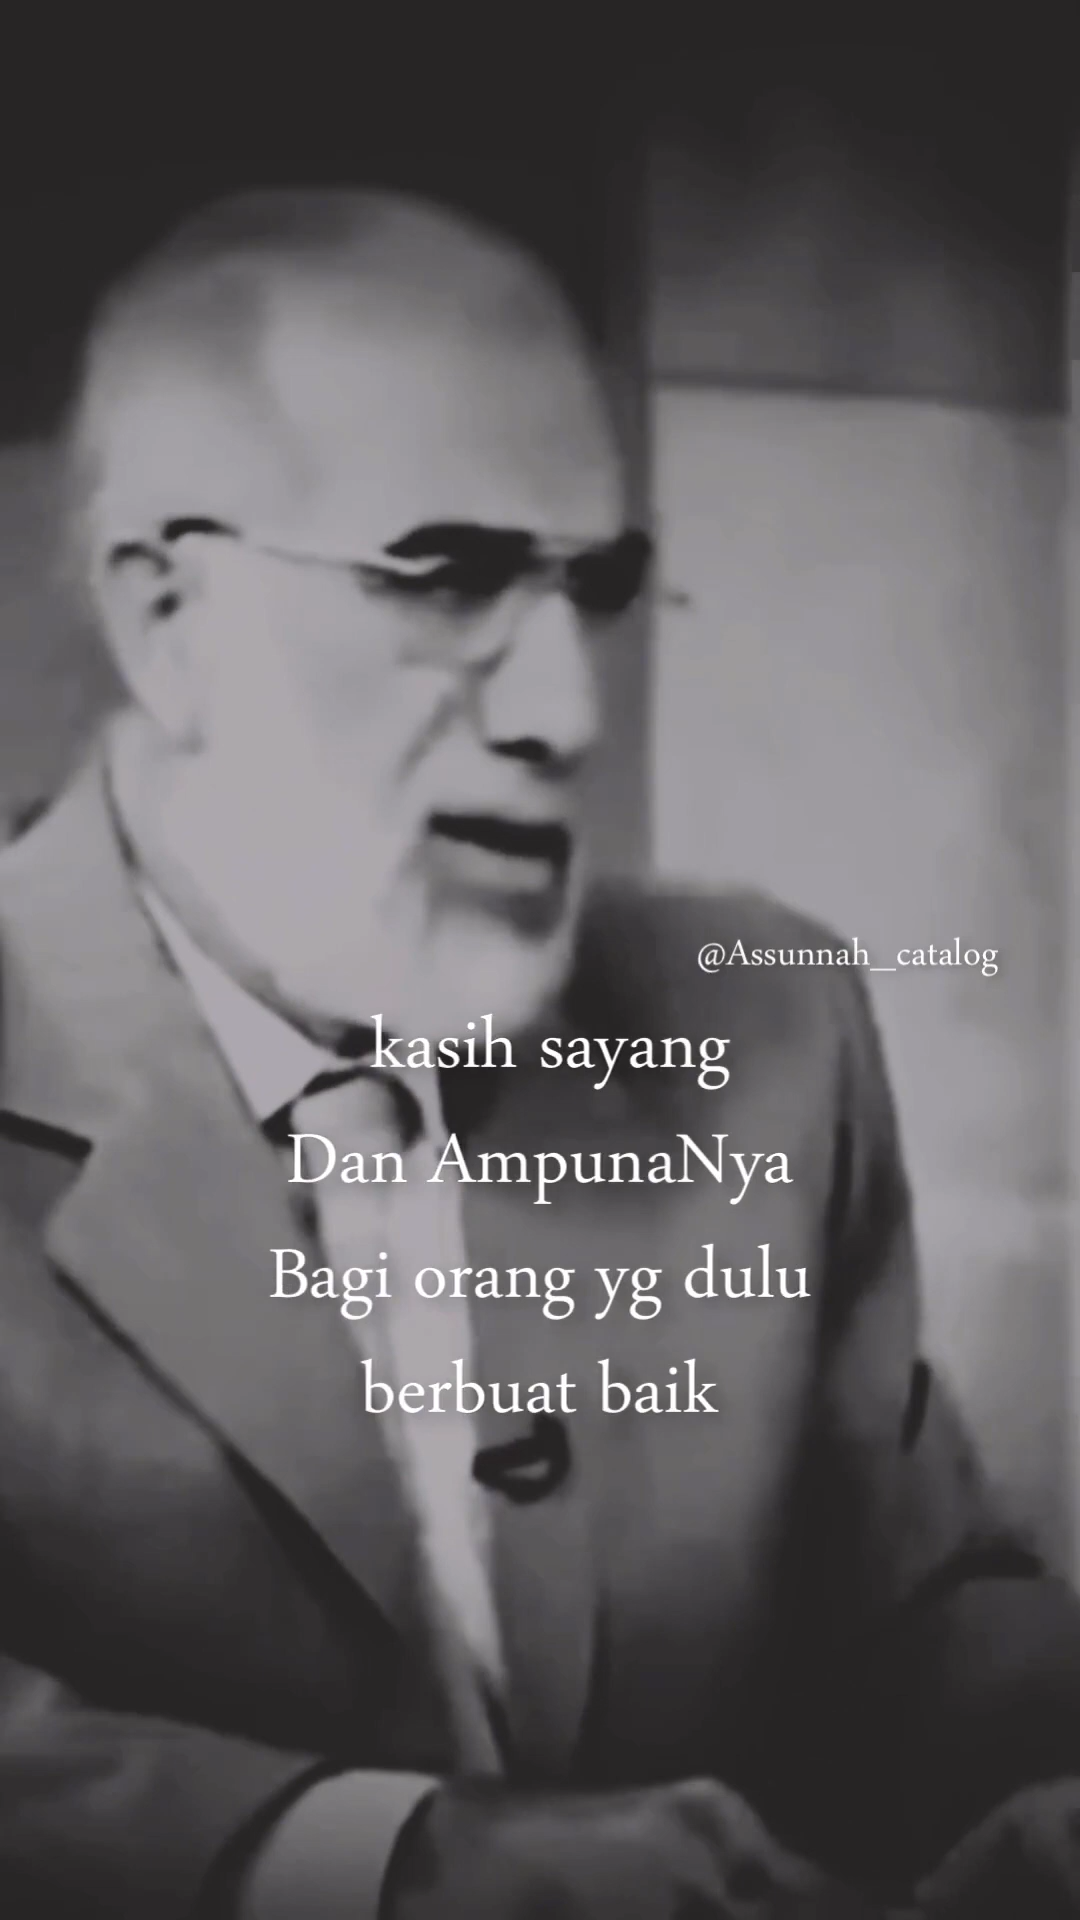 @Assunnah_catalog
kasih sayang
Dan AmpunaNya
Bagi orang yg dulu
berbuat baik